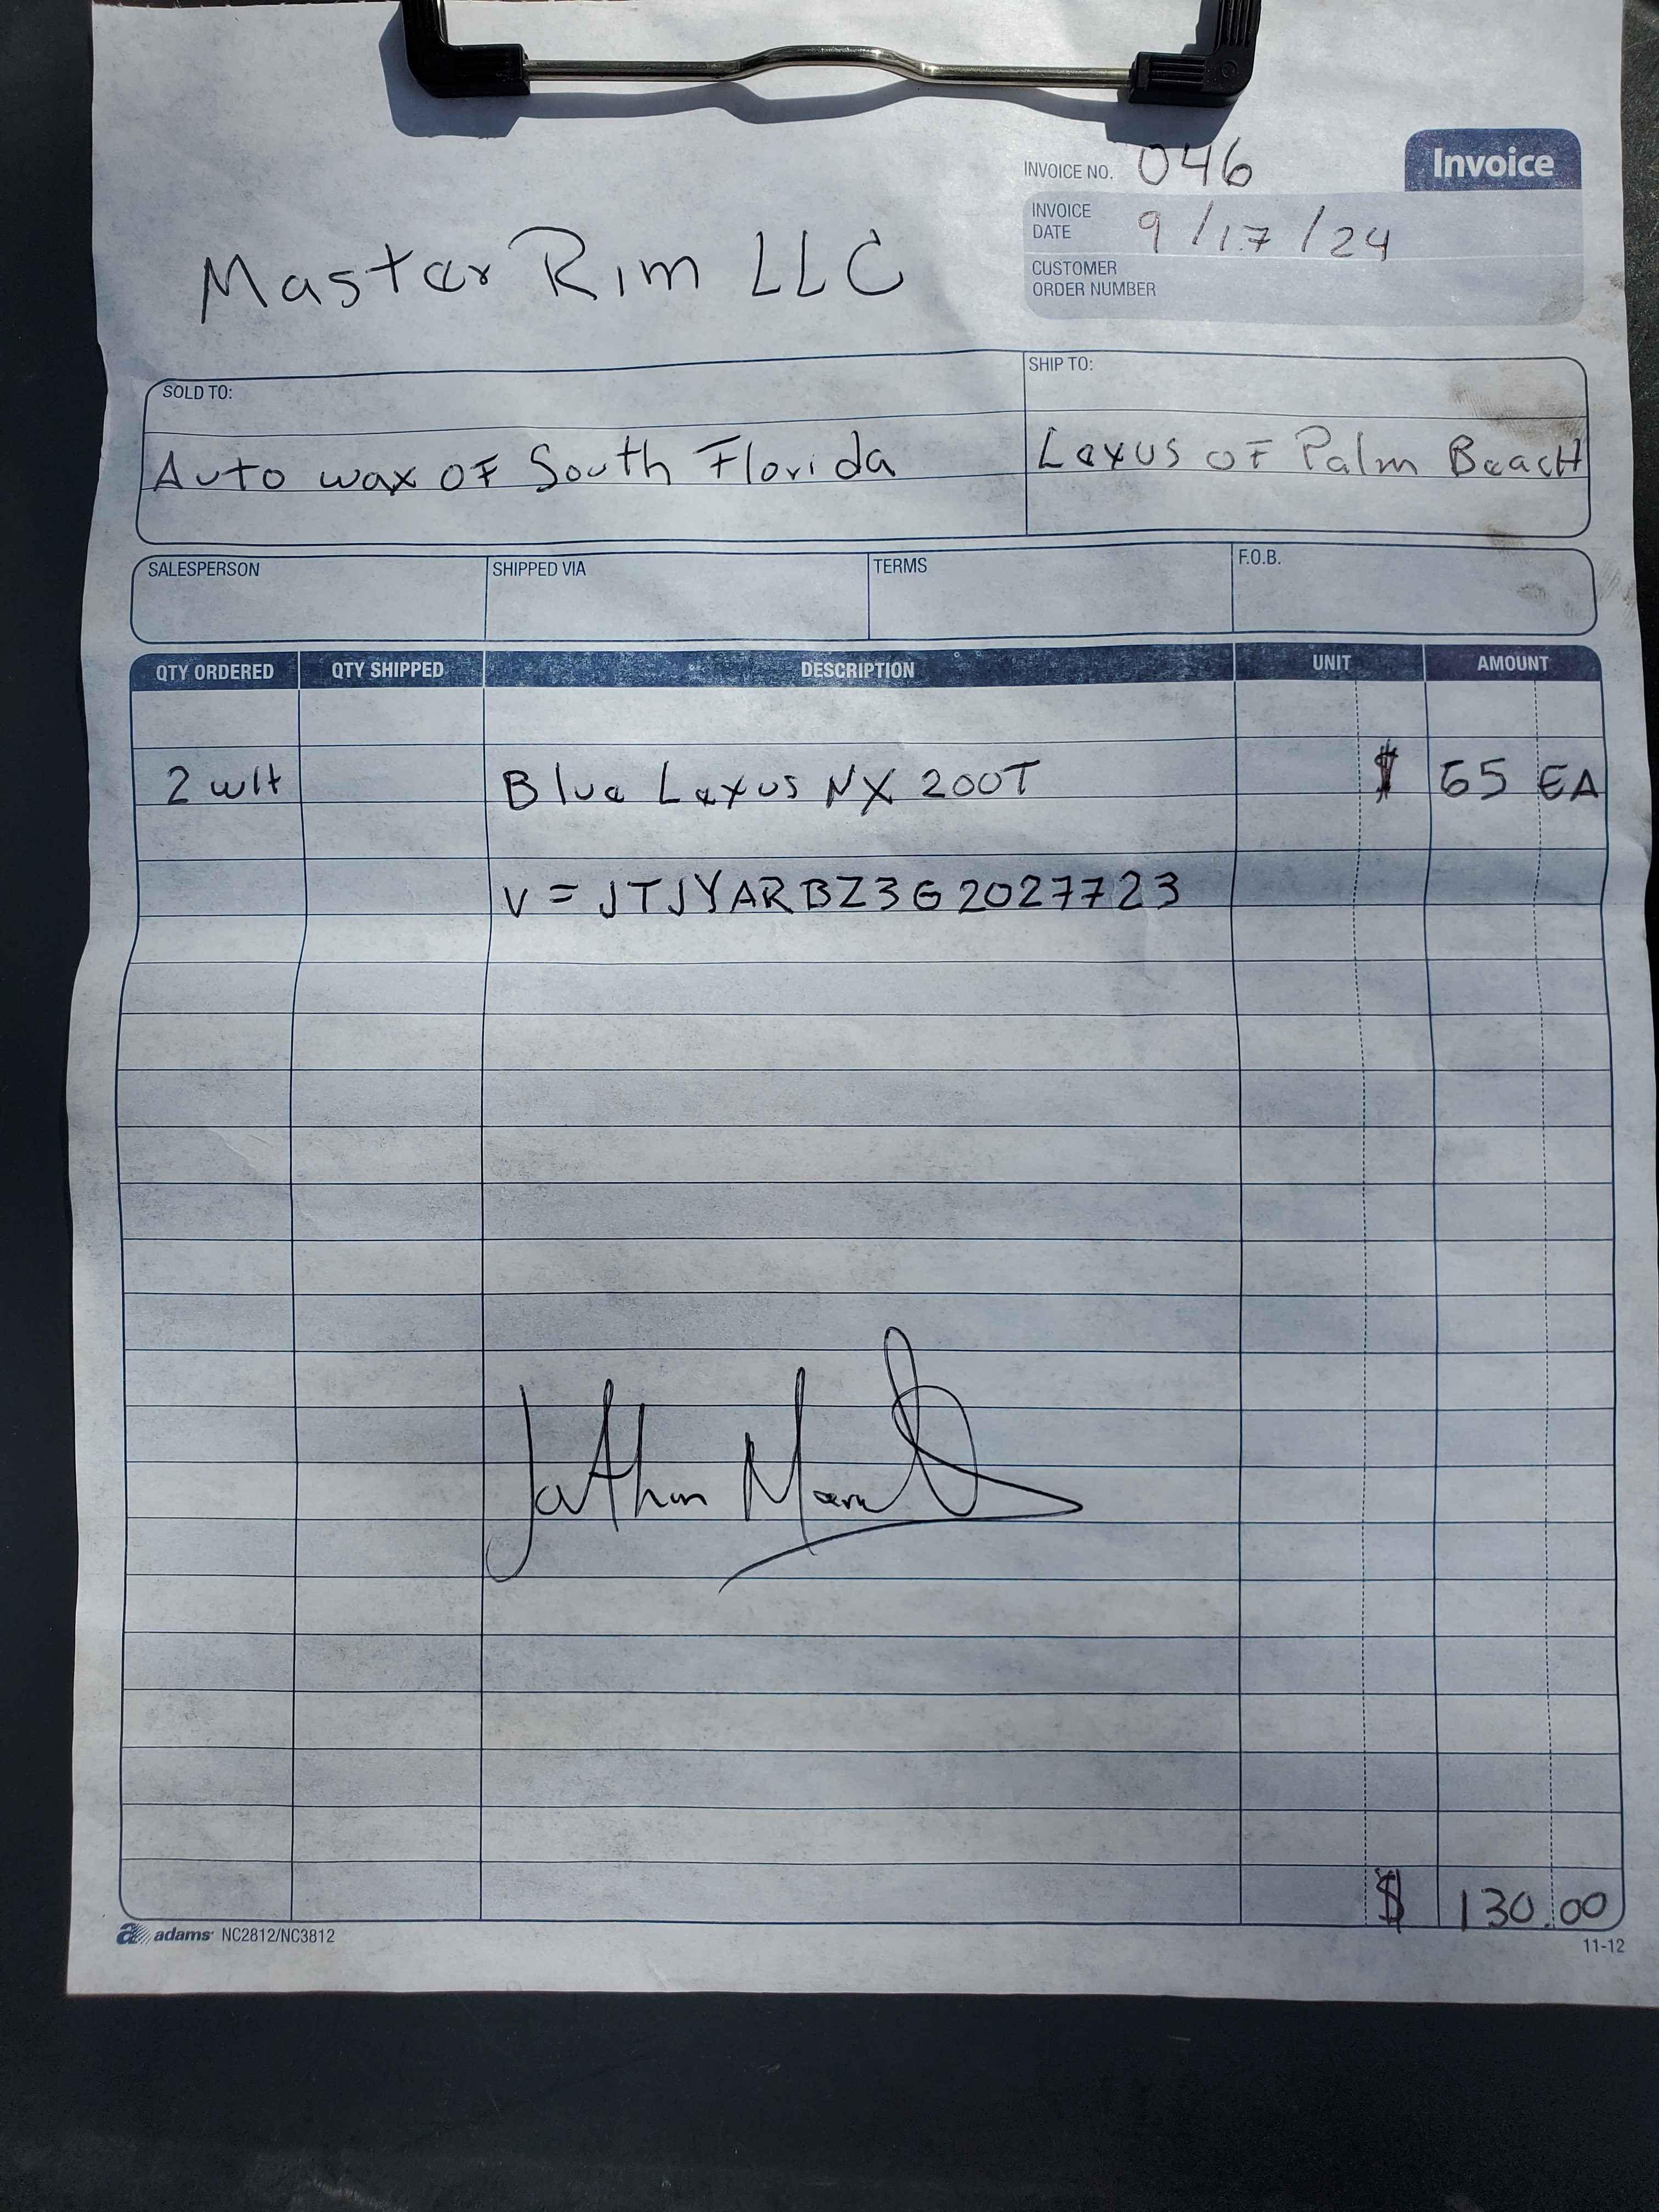 INVOICE NO. 046
Invoice
INVOICE DATE 9/17/24
CUSTOMER ORDER NUMBER
Master Rim LLC
SOLD TO:
SHIP TO:
Auto wax OF South Florida
Lexus OF Palm BeacH
SALESPERSON SHIPPED VIA TERMS F.O.B.
QTY ORDERED QTY SHIPPED DESCRIPTION UNIT AMOUNT
2 wlt Blue Lexus NX 200T $ 65 EA
V = JTJYARBZ3G2027723
$ 130.00
adams NC2812/NC3812
11-12